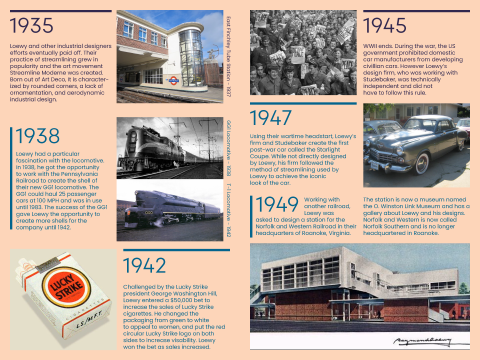 1935
Loewy and other industrial designers
efforts eventually paid off. Their
practice of streamlining grew in
popularity and the art movement
Streamline Moderne was created.
Born out of Art Deco, it is character-
ized by rounded corners, a lack of
ornamentation, and aerodynamic
industrial design.
East Finchley Tube Station - 1937
1938
Loewy had a particular
fascination with the locomotive.
In 1938, he got the opportunity
to work with the Pennsylvania
Railroad to create the shell of
their new GG1 locomotive. The
GG1 could haul 25 passenger
cars at 100 MPH and was in use
until 1983. The success of the GG1
gave Loewy the opportunity to
create more shells for the
company until 1942.
GG1 Locomotive - 1938
T-1 Locomotive - 1942
LUCKY
STRIKE
L.S./M.F.T.
1942
Challenged by the Lucky Strike
president George Washington Hill,
Loewy entered a $50,000 bet to
increase the sales of Lucky Strike
cigarettes. He changed the
packaging from green to white
to appeal to women, and put the red
circular Lucky Strike logo on both
sides to increase visability. Loewy
won the bet as sales increased.
1945
WWII ends. During the war, the US
government prohibited domestic
car manufacturers from developing
civillian cars. However Loewy's
design firm, who was working with
Studebaker, was technically
independent and did not
have to follow this rule.
1947
Using their wartime headstart, Loewy's
firm and Studebaker create the first
post-war car called the Starlight
Coupe. While not directly designed
by Loewy, his firm followed the
method of streamlining used by
Loewy to achieve the iconic
look of the car.
1949
Working with
another railroad,
Loewy was
asked to design a station for the
Norfolk and Western Railroad in their
headquarters of Roanoke, Virginia.
The station is now a museum named
the O. Winston Link Museum and has a
gallery about Loewy and his designs.
Norfolk and Western is now called
Norfolk Southern and is no longer
headquartered in Roanoke.
Raymond Loewy